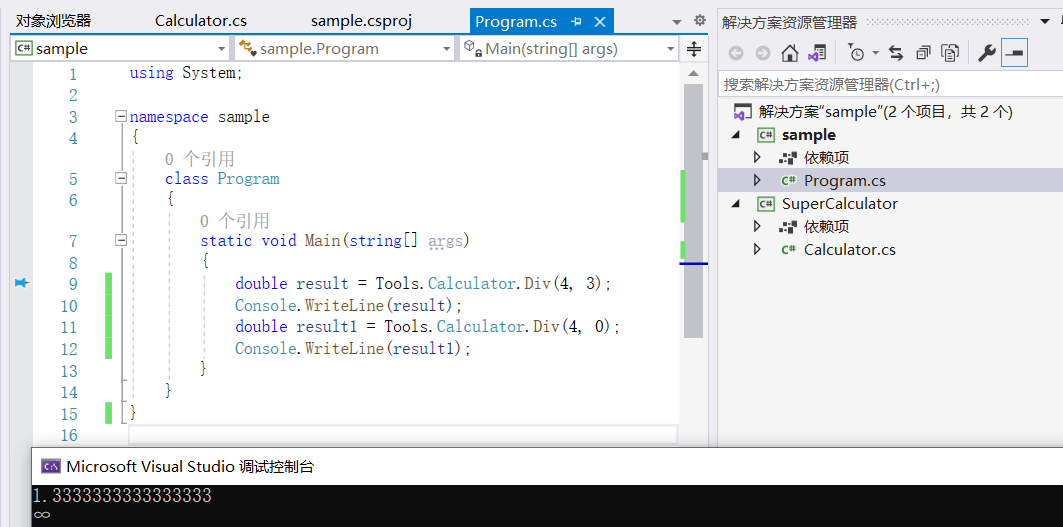 对象浏览器 Calculator.cs sample.csproj Program.cs
sample sample.Program Main(string[] args)
1 using System;
2
3 namespace sample
4 {
0 个引用
5 class Program
6 {
0 个引用
7 static void Main(string[] args)
8 {
9 double result = Tools.Calculator.Div(4, 3);
10 Console.WriteLine(result);
11 double result1 = Tools.Calculator.Div(4, 0);
12 Console.WriteLine(result1);
13 }
14 }
15 }
16
解决方案资源管理器
搜索解决方案资源管理器(Ctrl+;)
解决方案"sample"(2 个项目，共 2 个)
C# sample
依赖项
C# Program.cs
C# SuperCalculator
依赖项
C# Calculator.cs
Microsoft Visual Studio 调试控制台
1.3333333333333333
∞